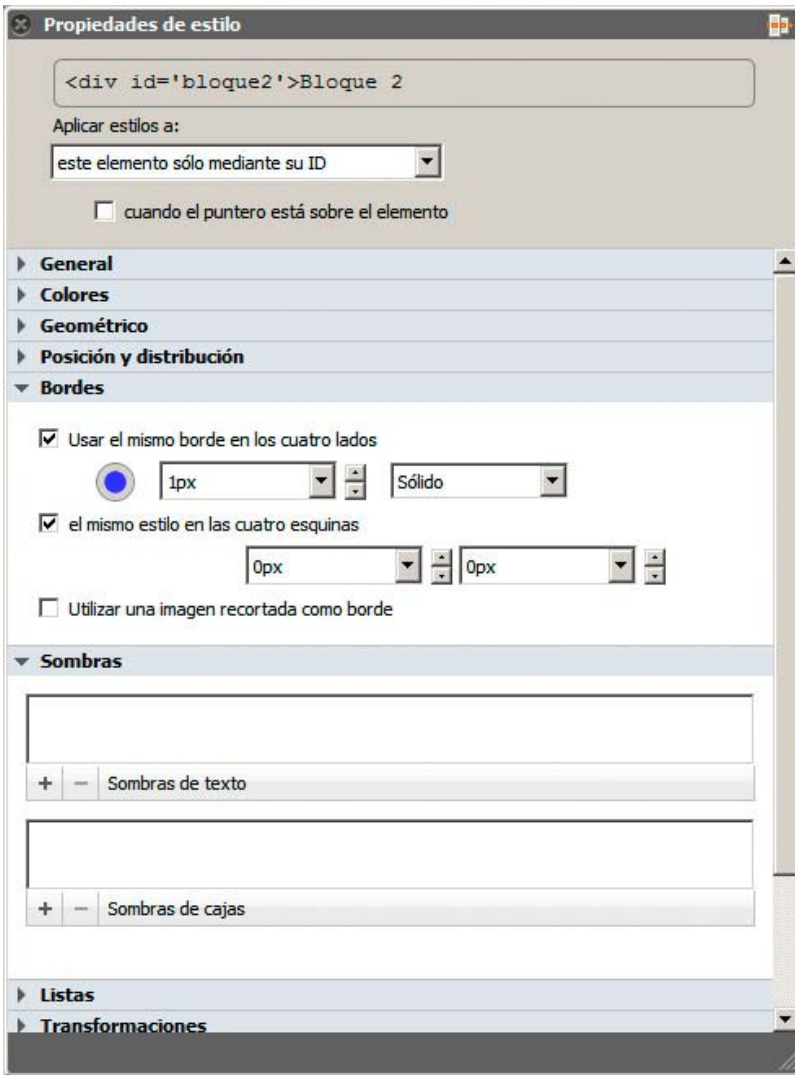 Propiedades de estilo
<div id='bloque2'>Bloque 2
Aplicar estilos a:
este elemento sólo mediante su ID
cuando el puntero está sobre el elemento
General
Colores
Geométrico
Posición y distribución
Bordes
Usar el mismo borde en los cuatro lados
1px Sólido
el mismo estilo en las cuatro esquinas
0px 0px
Utilizar una imagen recortada como borde
Sombras
+ − Sombras de texto
+ − Sombras de cajas
Listas
Transformaciones